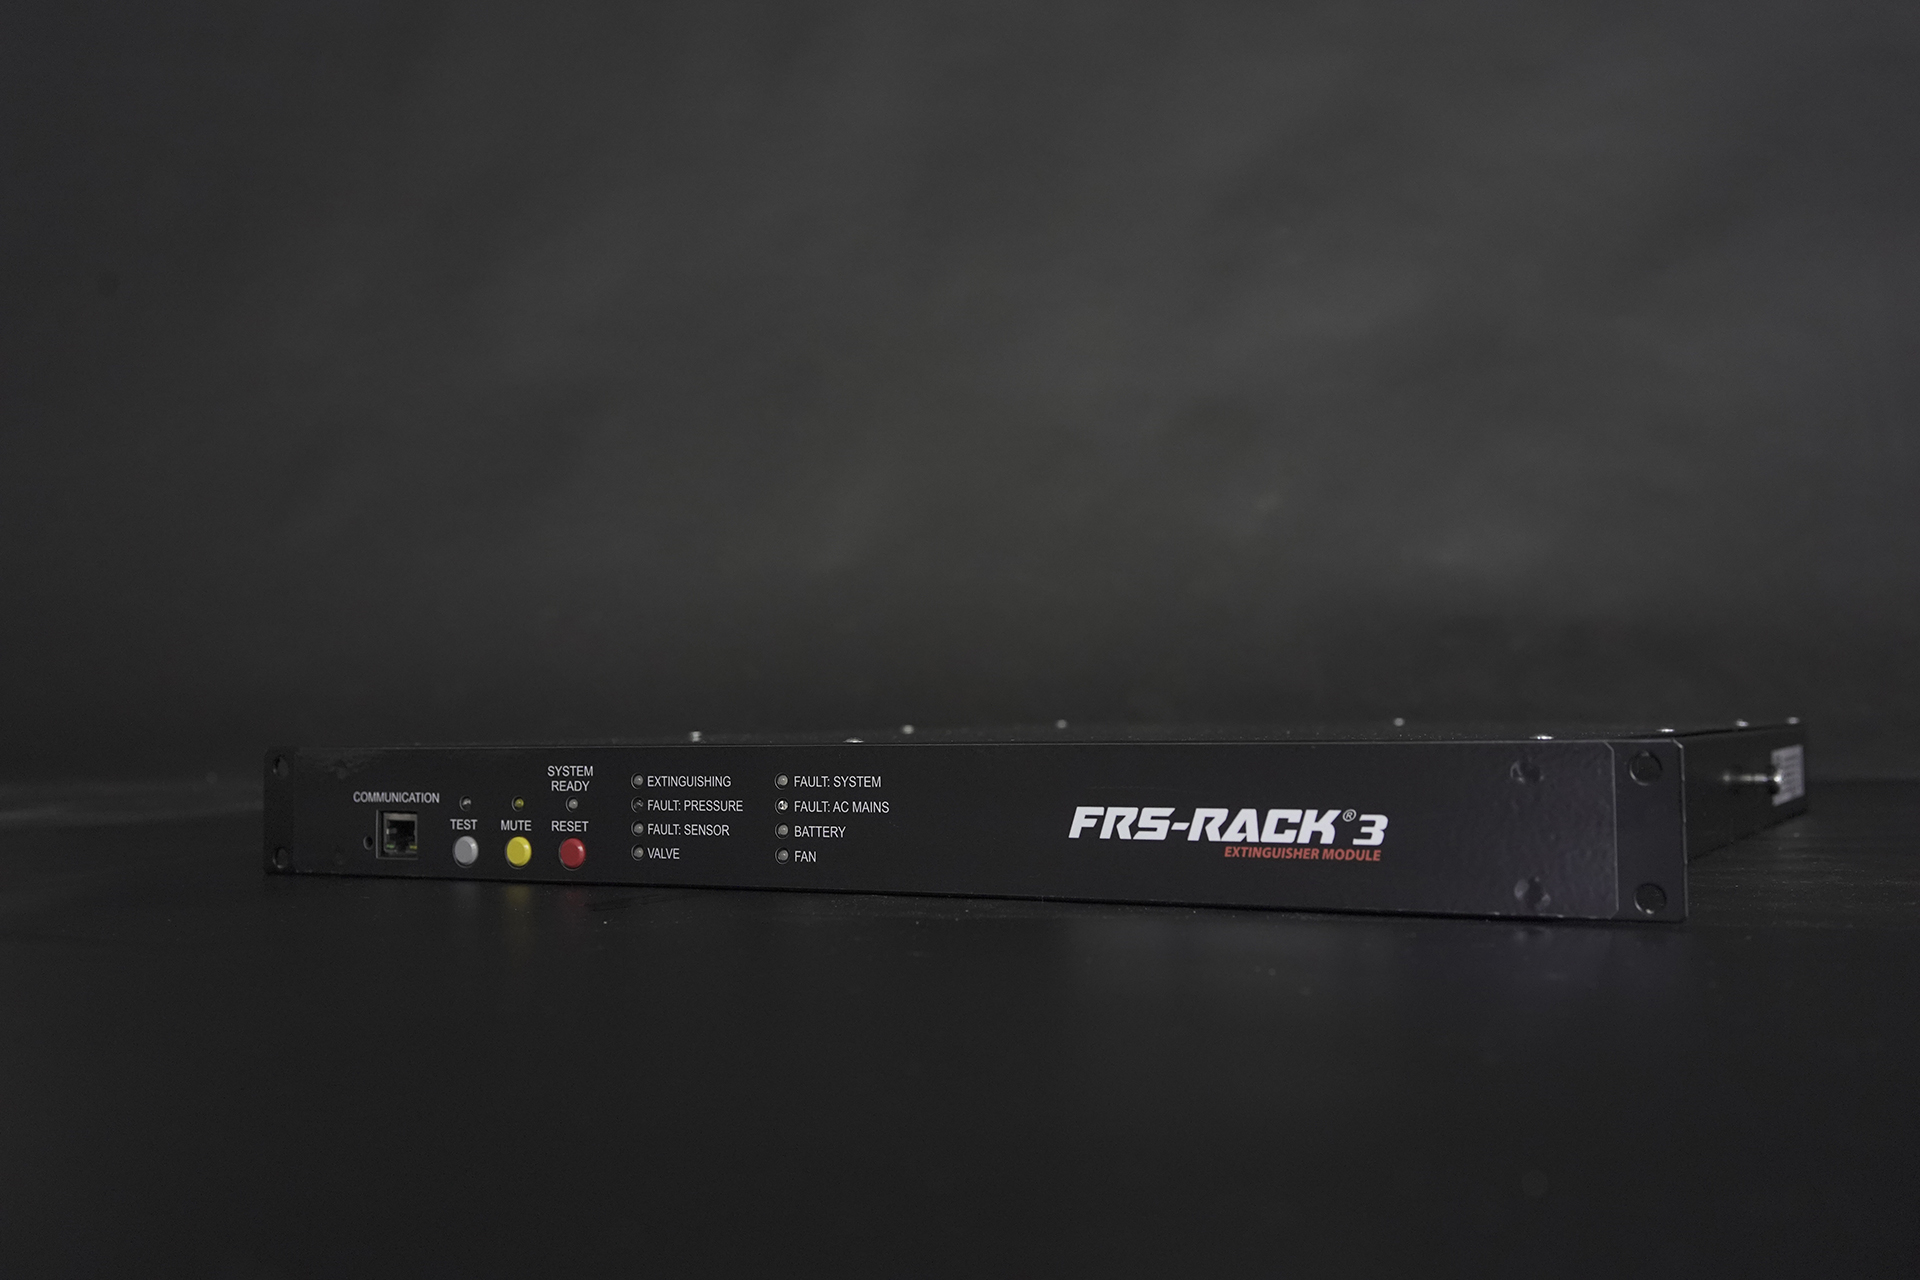 COMMUNICATION
TEST
MUTE
SYSTEM
READY
RESET
EXTINGUISHING
FAULT: PRESSURE
FAULT: SENSOR
VALVE
FAULT: SYSTEM
FAULT: AC MAINS
BATTERY
FAN
FRS-RACK®3
EXTINGUISHER MODULE